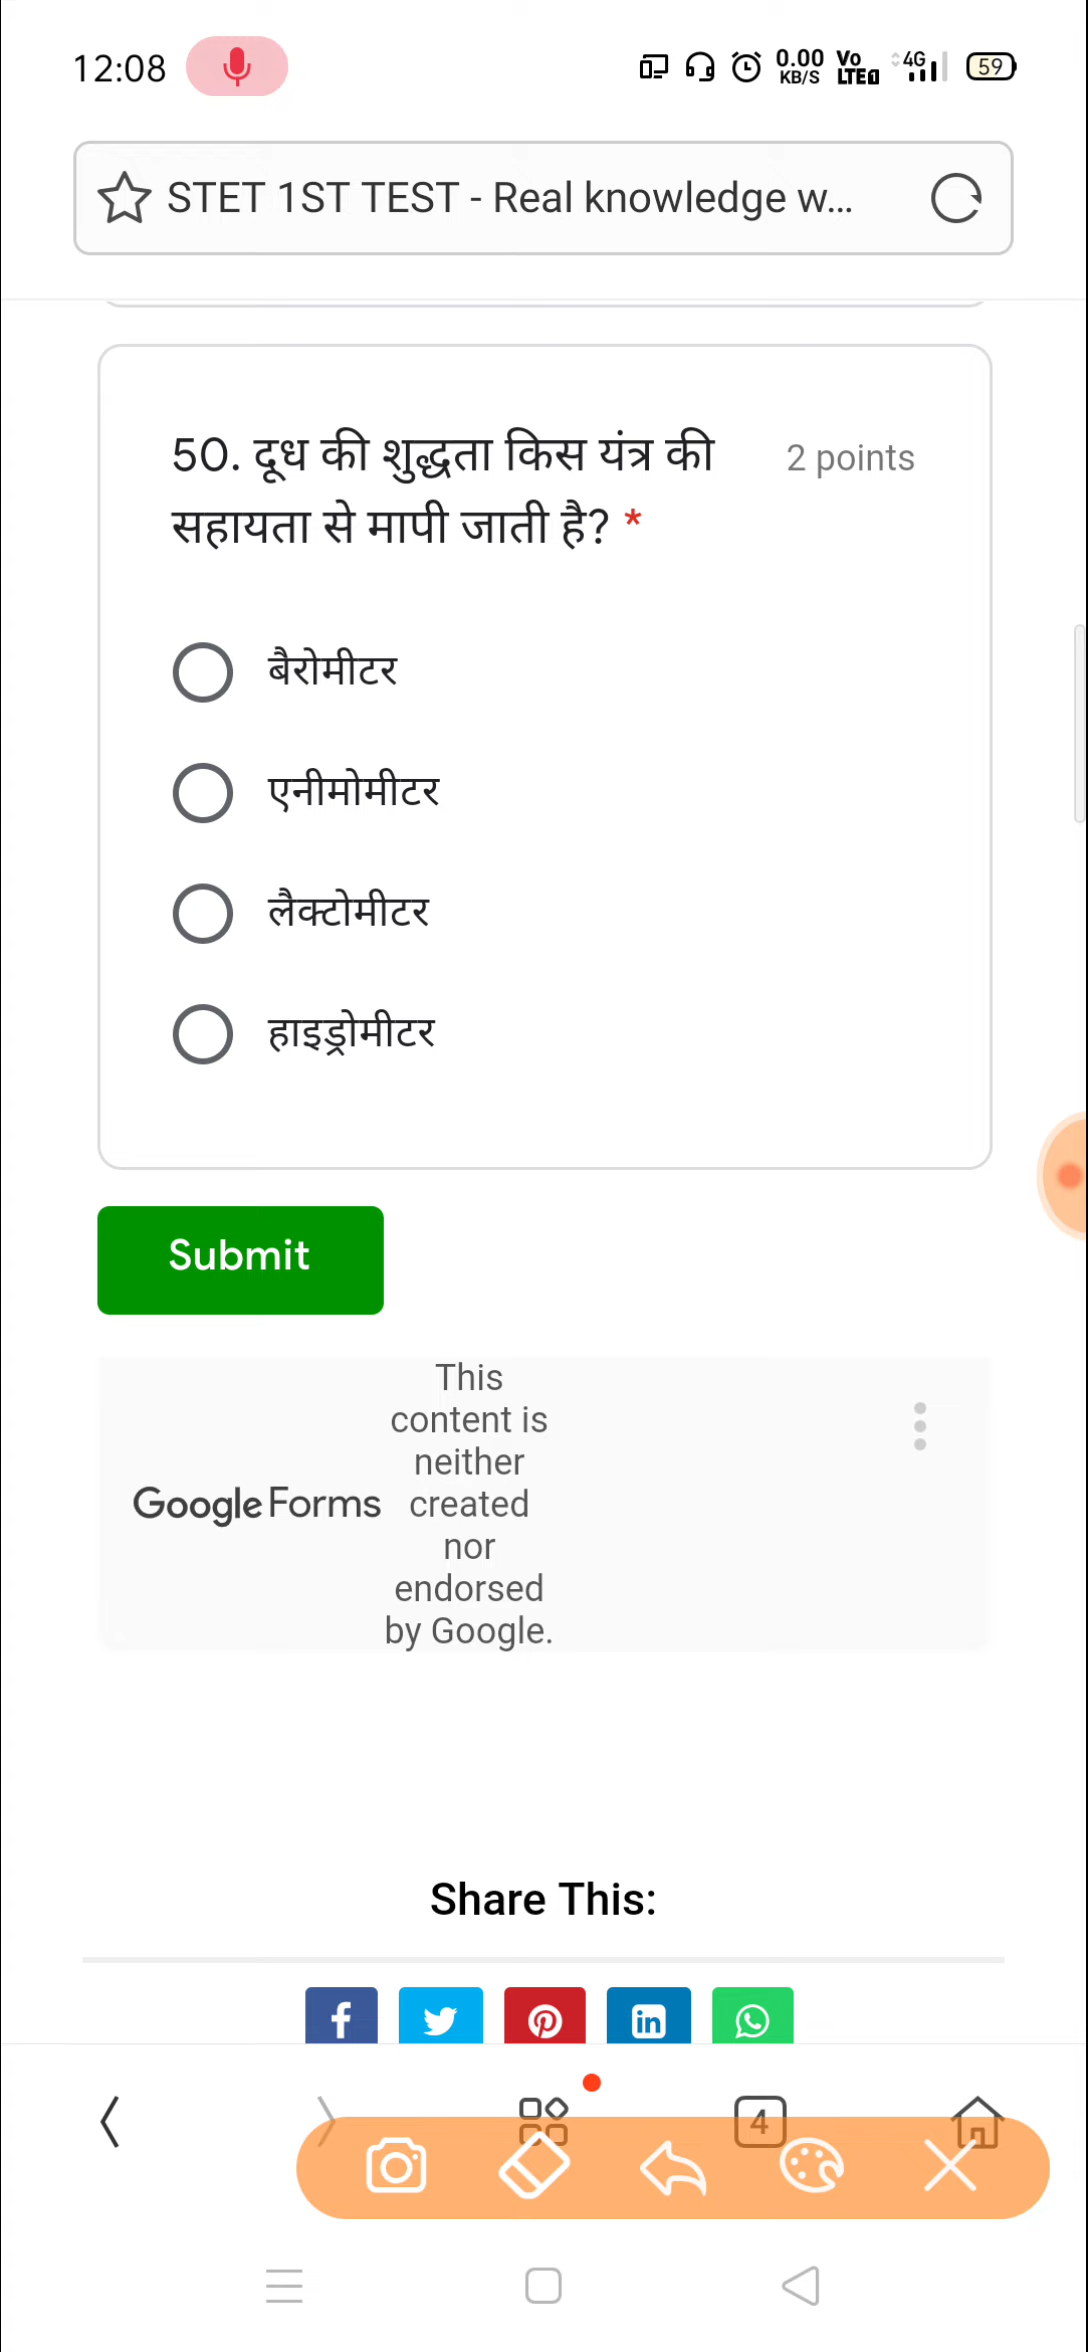 12:08
0.00
KB/S
Vo
LTE
4G
59
STET 1ST TEST - Real knowledge w...
50. दूध की शुद्धता किस यंत्र की
2 points
सहायता से मापी जाती है? *
बैरोमीटर
एनीमोमीटर
लैक्टोमीटर
हाइड्रोमीटर
Submit
This
content is
neither
Google Forms created
nor
endorsed
by Google.
Share This:
4